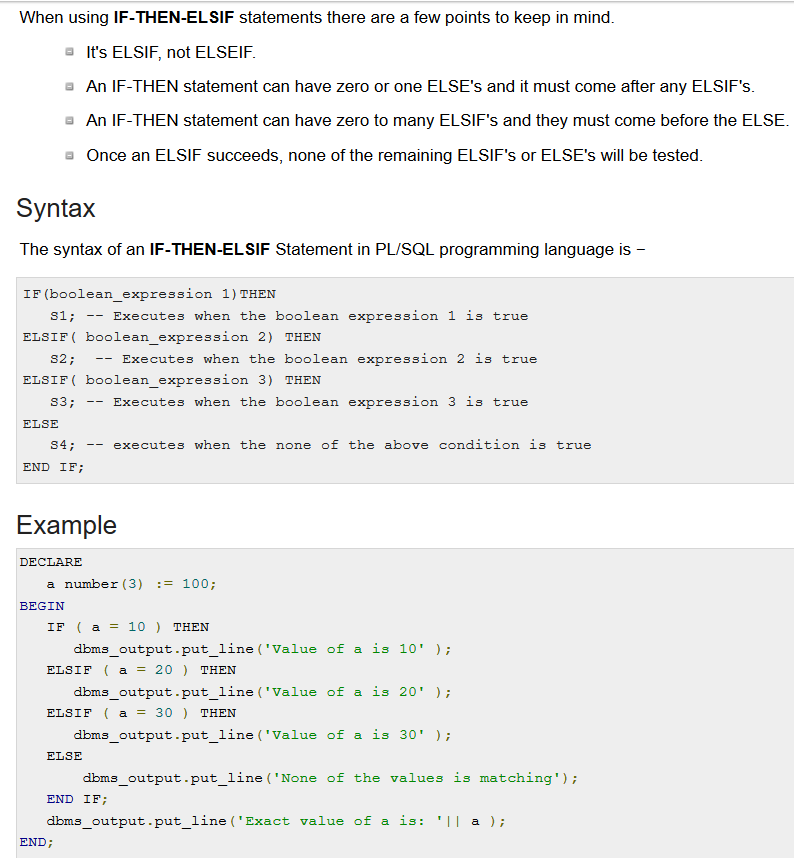 When using IF-THEN-ELSIF statements there are a few points to keep in mind.
It's ELSIF, not ELSEIF.
An IF-THEN statement can have zero or one ELSE's and it must come after any ELSIF's.
An IF-THEN statement can have zero to many ELSIF's and they must come before the ELSE.
Once an ELSIF succeeds, none of the remaining ELSIF's or ELSE's will be tested.
Syntax
The syntax of an IF-THEN-ELSIF Statement in PL/SQL programming language is −
IF(boolean_expression 1)THEN
   S1; -- Executes when the boolean expression 1 is true
ELSIF( boolean_expression 2) THEN
   S2;  -- Executes when the boolean expression 2 is true
ELSIF( boolean_expression 3) THEN
   S3; -- Executes when the boolean expression 3 is true
ELSE
   S4; -- executes when the none of the above condition is true
END IF;
Example
DECLARE
   a number(3) := 100;
BEGIN
   IF ( a = 10 ) THEN
      dbms_output.put_line('Value of a is 10' );
   ELSIF ( a = 20 ) THEN
      dbms_output.put_line('Value of a is 20' );
   ELSIF ( a = 30 ) THEN
      dbms_output.put_line('Value of a is 30' );
   ELSE
       dbms_output.put_line('None of the values is matching');
   END IF;
   dbms_output.put_line('Exact value of a is: '|| a );
END;